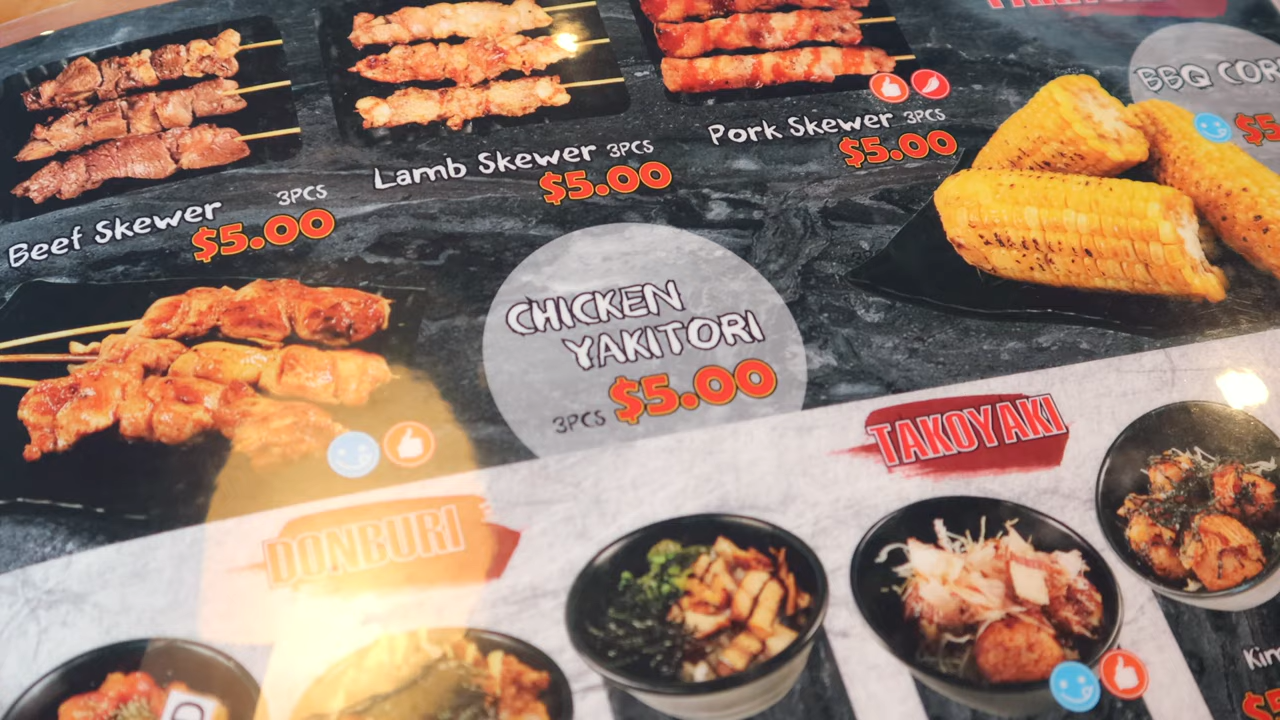 Beef Skewer 3PCS
$5.00
Lamb Skewer 3PCS
$5.00
Pork Skewer 3PCS
$5.00
BBQ
CHICKEN
YAKITORI
3PCS $5.00
DONBURI
TAKOYAKI